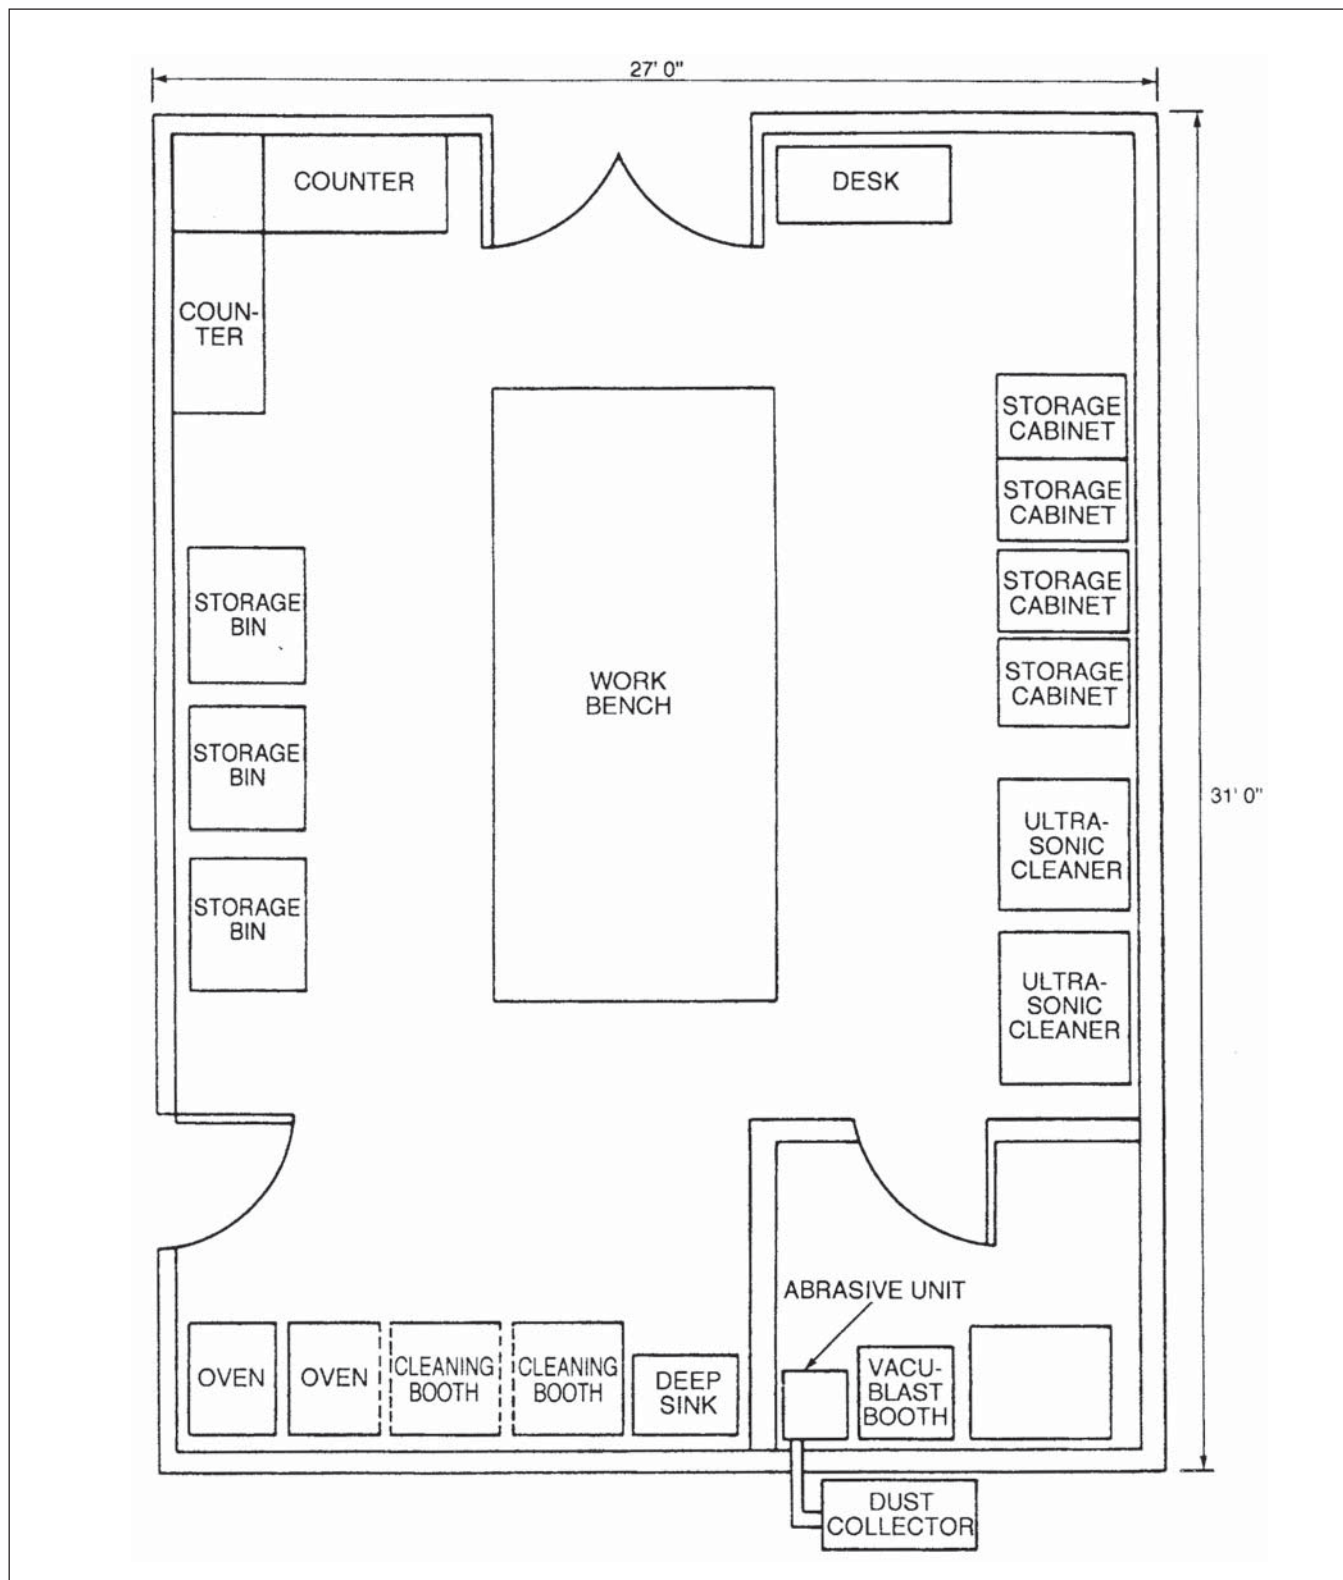 27' 0"
COUNTER
DESK
COUN-
TER
STORAGE
CABINET
STORAGE
CABINET
STORAGE
CABINET
STORAGE
CABINET
STORAGE
BIN
WORK
BENCH
STORAGE
BIN
31' 0"
ULTRA-
SONIC
CLEANER
STORAGE
BIN
ULTRA-
SONIC
CLEANER
ABRASIVE UNIT
OVEN
OVEN
CLEANING
BOOTH
CLEANING
BOOTH
DEEP
SINK
VACU-
BLAST
BOOTH
DUST
COLLECTOR